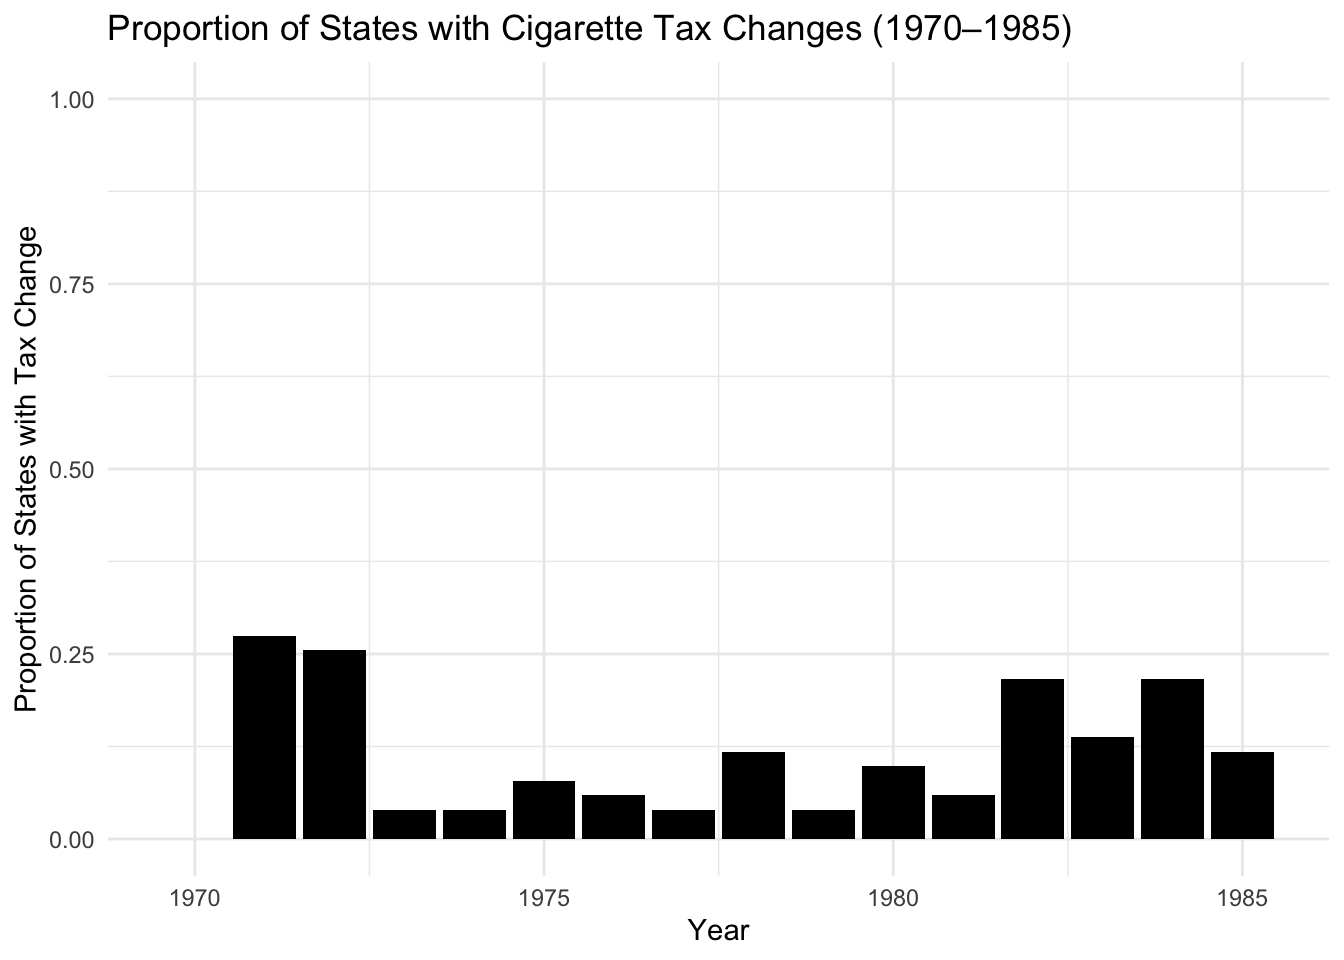 Proportion of States with Cigarette Tax Changes (1970–1985)
Proportion of States with Tax Change
1.00
0.75
0.50
0.25
0.00
1970 1975 1980 1985
Year